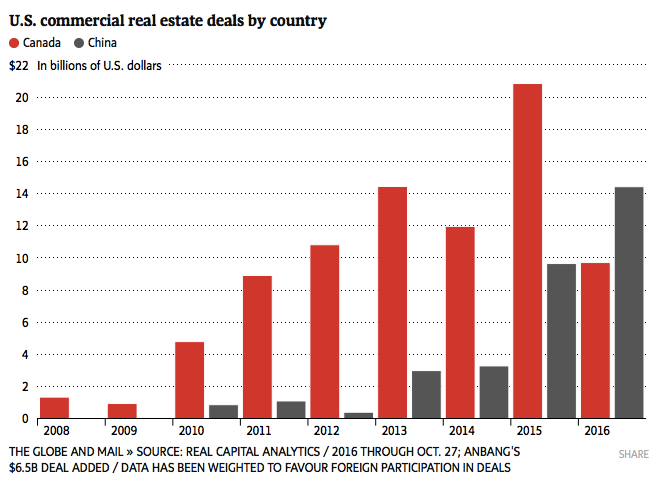 U.S. commercial real estate deals by country
Canada China
$22 In billions of U.S. dollars
20
18
16
14
12
10
8
6
4
2
0
2008 2009 2010 2011 2012 2013 2014 2015 2016
THE GLOBE AND MAIL » SOURCE: REAL CAPITAL ANALYTICS / 2016 THROUGH OCT. 27; ANBANG'S
SHARE
$6.5B DEAL ADDED / DATA HAS BEEN WEIGHTED TO FAVOUR FOREIGN PARTICIPATION IN DEALS